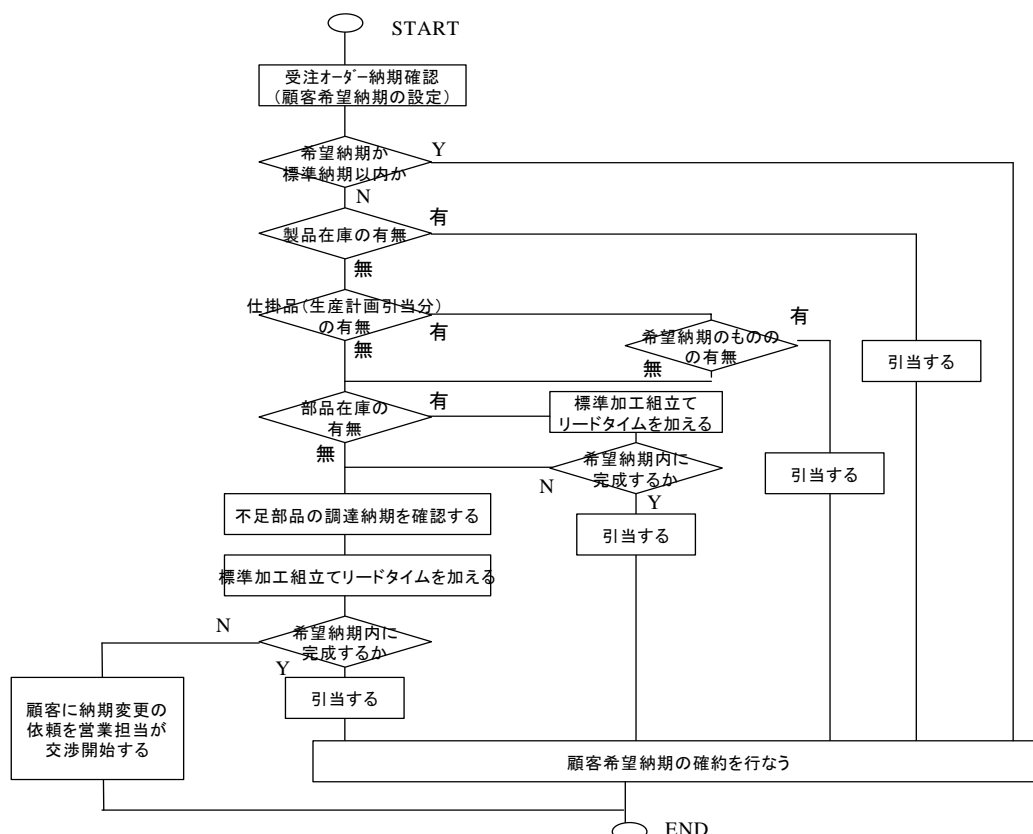 START
受注オーダー納期確認
(顧客希望納期の設定)
希望納期か
標準納期以内か
Y
N
製品在庫の有無
有
無
仕掛品(生産計画引当分)
の有無
有
無
希望納期のものの
の有無
有
無
引当する
部品在庫の
有無
有
無
標準加工組立て
リードタイムを加える
希望納期内に
完成するか
N
Y
引当する
引当する
不足部品の調達納期を確認する
標準加工組立てリードタイムを加える
希望納期内に
完成するか
N
Y
引当する
顧客に納期変更の
依頼を営業担当が
交渉開始する
顧客希望納期の確約を行なう
END